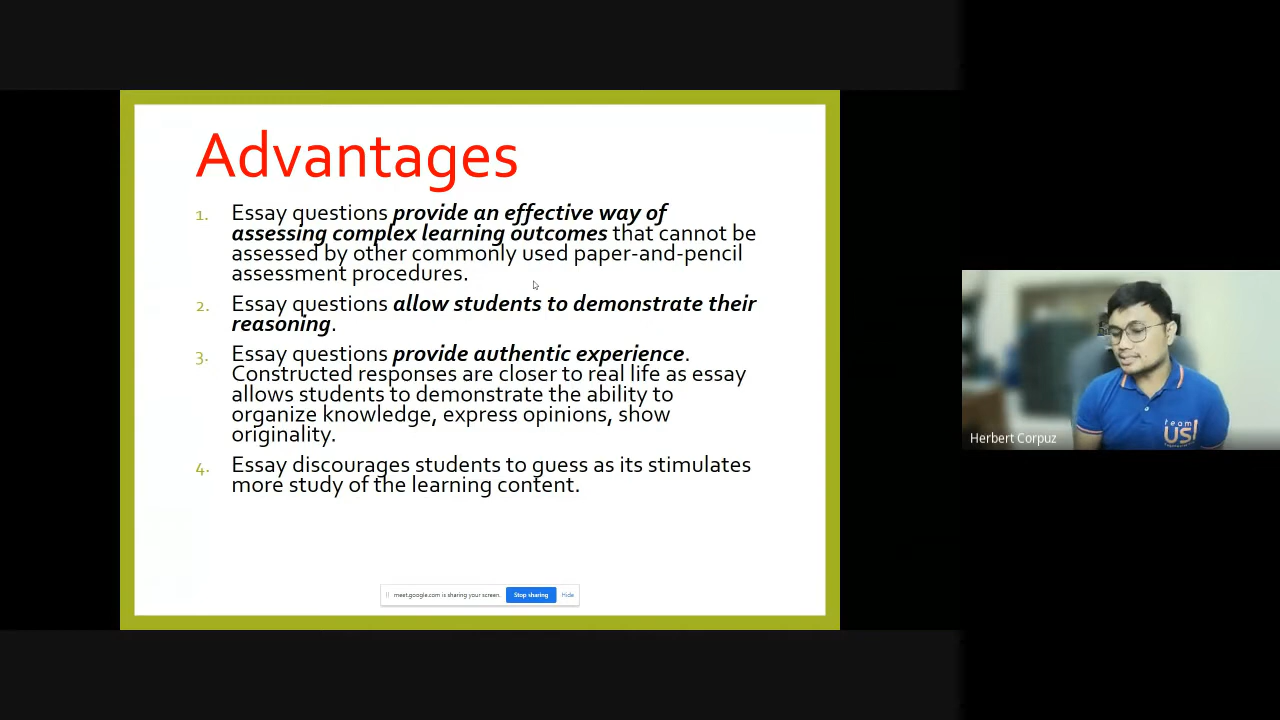 Advantages
1. Essay questions provide an effective way of
assessing complex learning outcomes that cannot be
assessed by other commonly used paper-and-pencil
assessment procedures.
2. Essay questions allow students to demonstrate their
reasoning.
3. Essay questions provide authentic experience.
Constructed responses are closer to real life as essay
allows students to demonstrate the ability to
organize knowledge, express opinions, show
originality.
4. Essay discourages students to guess as its stimulates
more study of the learning content.
meet.google.com is sharing your screen. Stop sharing Hide
Herbert Corpuz
team
US!